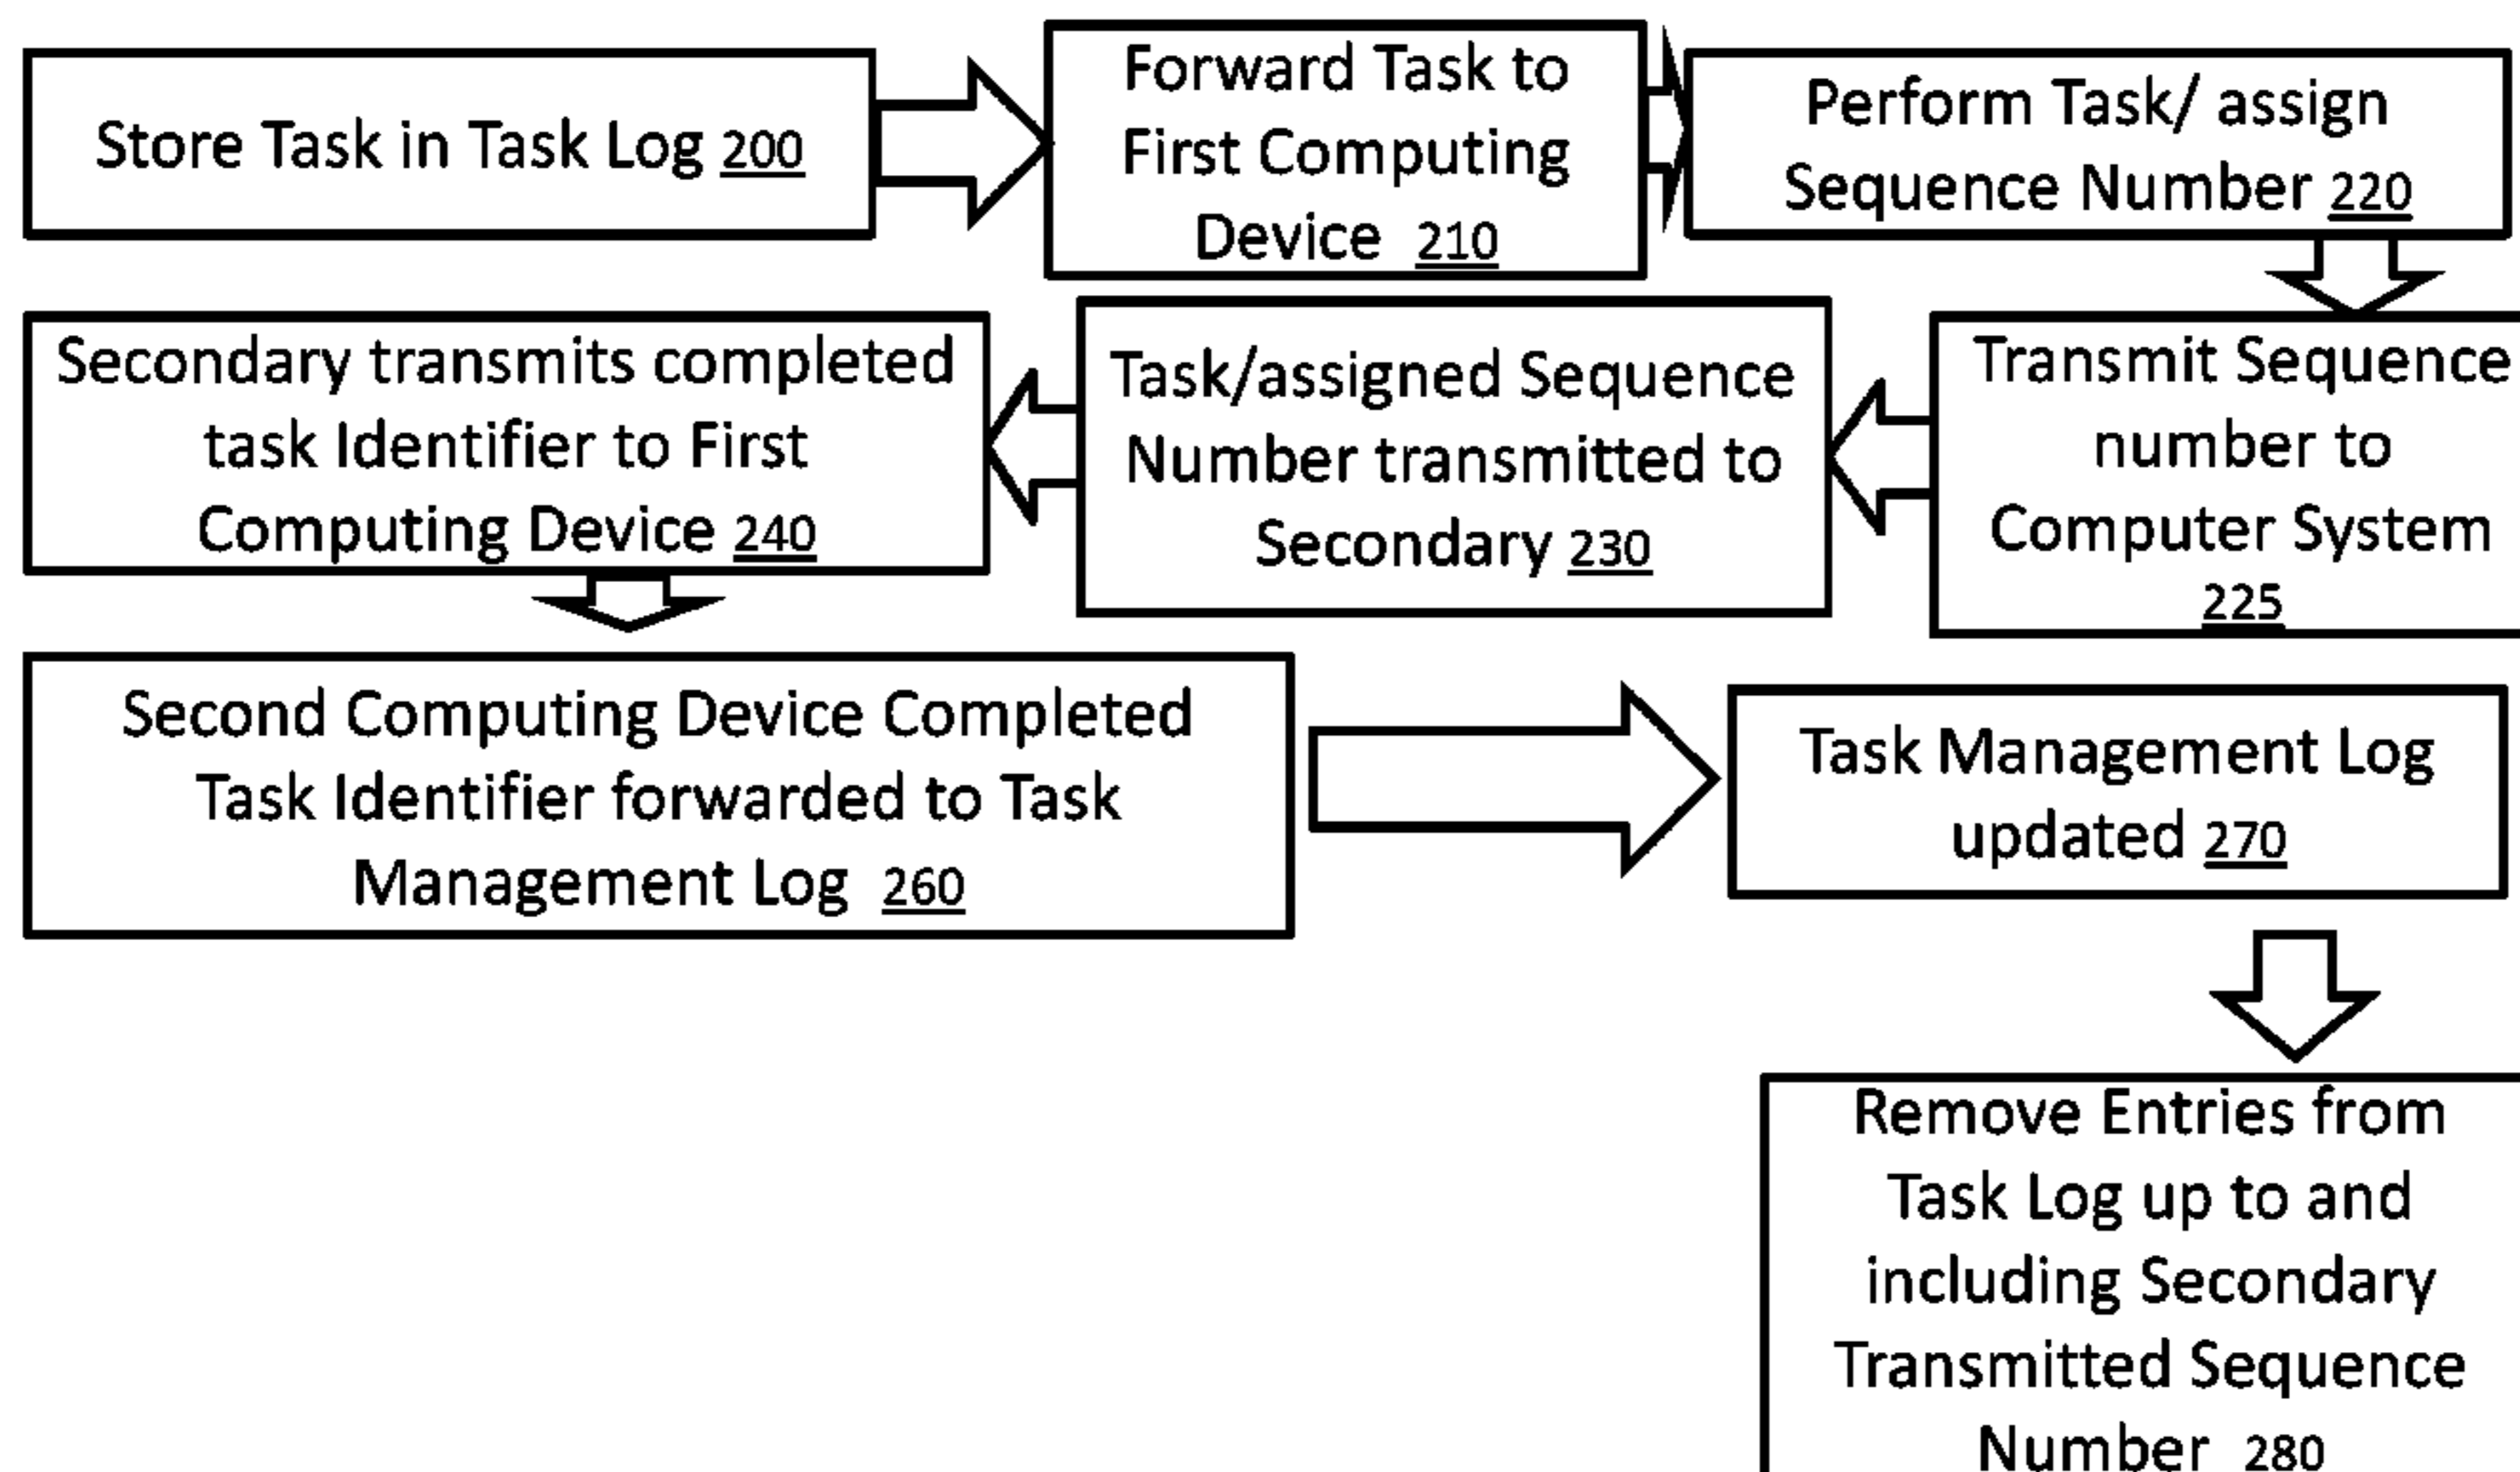 Store Task in Task Log 200
Forward Task to
First Computing
Device 210
Perform Task/ assign
Sequence Number 220
Transmit Sequence
number to
Computer System
225
Task/assigned Sequence
Number transmitted to
Secondary 230
Secondary transmits completed
task Identifier to First
Computing Device 240
Second Computing Device Completed
Task Identifier forwarded to Task
Management Log 260
Task Management Log
updated 270
Remove Entries from
Task Log up to and
including Secondary
Transmitted Sequence
Number 280